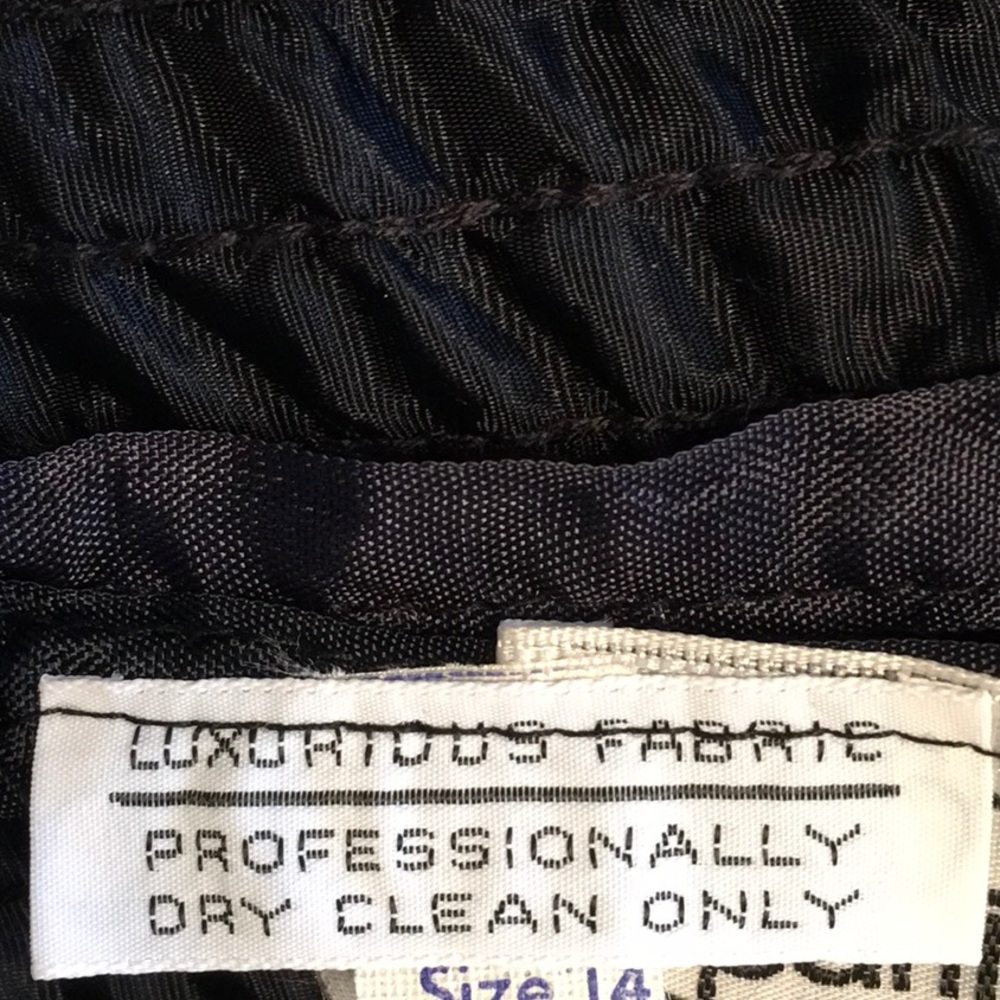 LUXURIOUS FABRIC
PROFESSIONALLY
DRY CLEAN ONLY
Size 14